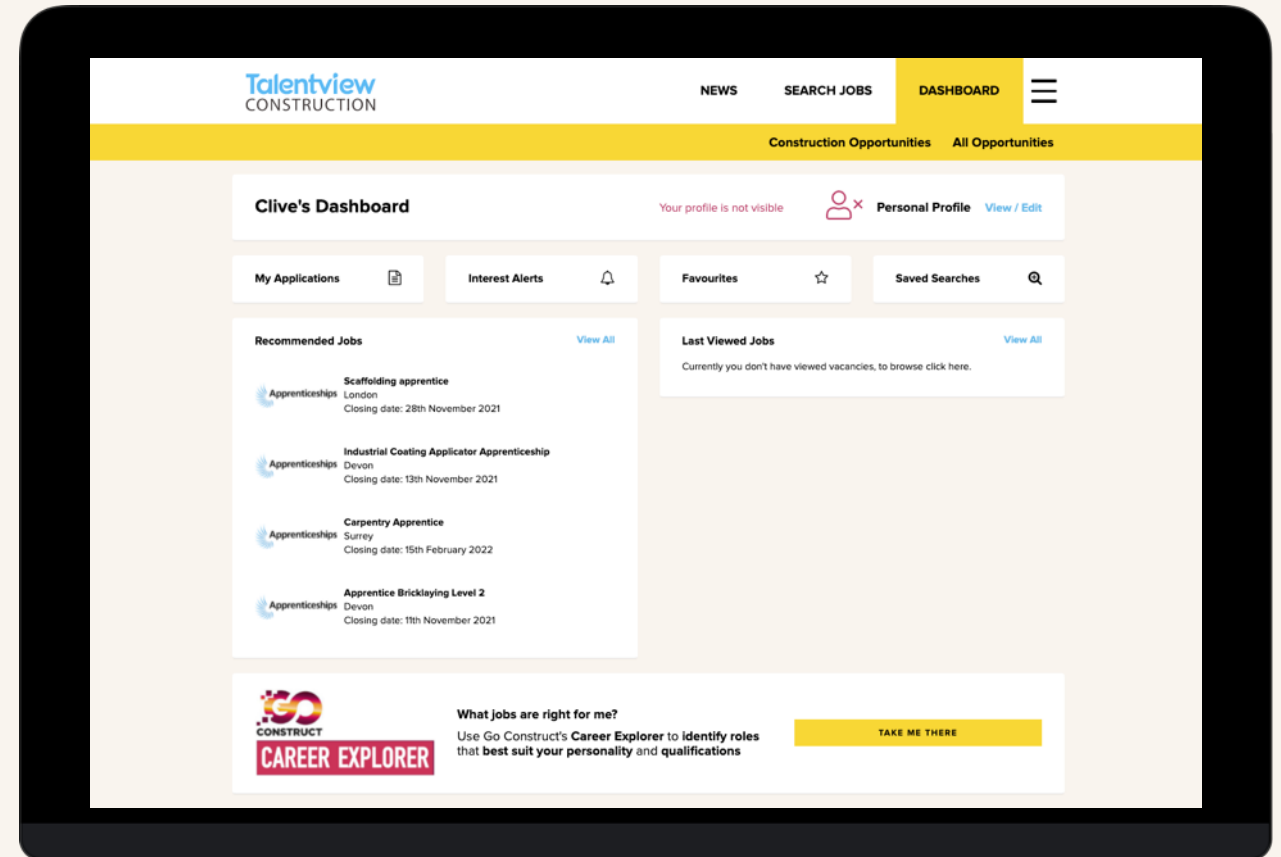 Talentview
CONSTRUCTION
NEWS
SEARCH JOBS
DASHBOARD
Construction Opportunities
All Opportunities
Clive's Dashboard
Your profile is not visible
Personal Profile
View / Edit
My Applications
Interest Alerts
Favourites
Saved Searches
Recommended Jobs
View All
Apprenticeships
Scaffolding apprentice
London
Closing date: 28th November 2021
Apprenticeships
Industrial Coating Applicator Apprenticeship
Devon
Closing date: 13th November 2021
Apprenticeships
Carpentry Apprentice
Surrey
Closing date: 15th February 2022
Apprenticeships
Apprentice Bricklaying Level 2
Devon
Closing date: 11th November 2021
Last Viewed Jobs
View All
Currently you don't have viewed vacancies, to browse click here.
GO
CONSTRUCT
CAREER EXPLORER
What jobs are right for me?
Use Go Construct's Career Explorer to identify roles
that best suit your personality and qualifications
TAKE ME THERE